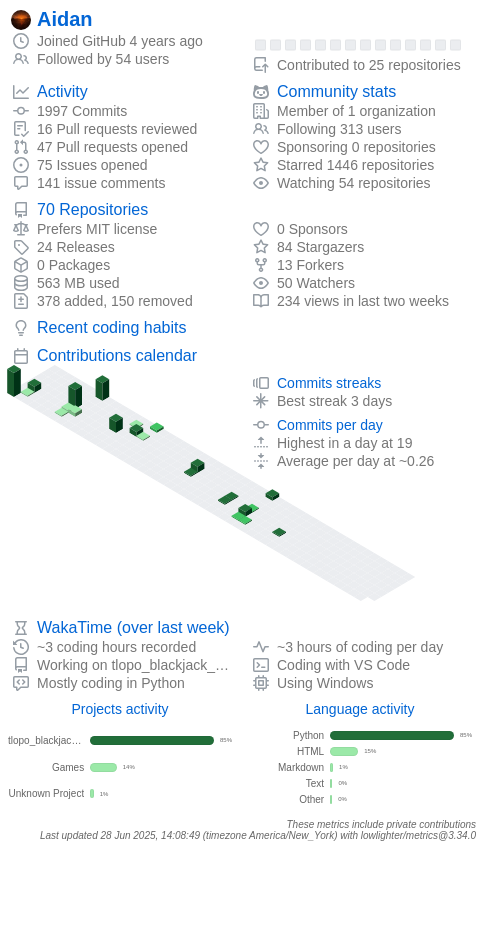 Aidan
Joined GitHub 4 years ago
Followed by 54 users
Contributed to 25 repositories
Activity
1997 Commits
16 Pull requests reviewed
47 Pull requests opened
75 Issues opened
141 issue comments
Community stats
Member of 1 organization
Following 313 users
Sponsoring 0 repositories
Starred 1446 repositories
Watching 54 repositories
70 Repositories
Prefers MIT license
24 Releases
0 Packages
563 MB used
378 added, 150 removed
0 Sponsors
84 Stargazers
13 Forkers
50 Watchers
234 views in last two weeks
Recent coding habits
Contributions calendar
Commits streaks
Best streak 3 days
Commits per day
Highest in a day at 19
Average per day at ~0.26
WakaTime (over last week)
~3 coding hours recorded
Working on tlopo_blackjack_…
Mostly coding in Python
~3 hours of coding per day
Coding with VS Code
Using Windows
Projects activity
tlopo_blackjac… 85%
Games 14%
Unknown Project 1%
Language activity
Python 85%
HTML 15%
Markdown 1%
Text 0%
Other 0%
These metrics include private contributions
Last updated 28 Jun 2025, 14:08:49 (timezone America/New_York) with lowlighter/metrics@3.34.0